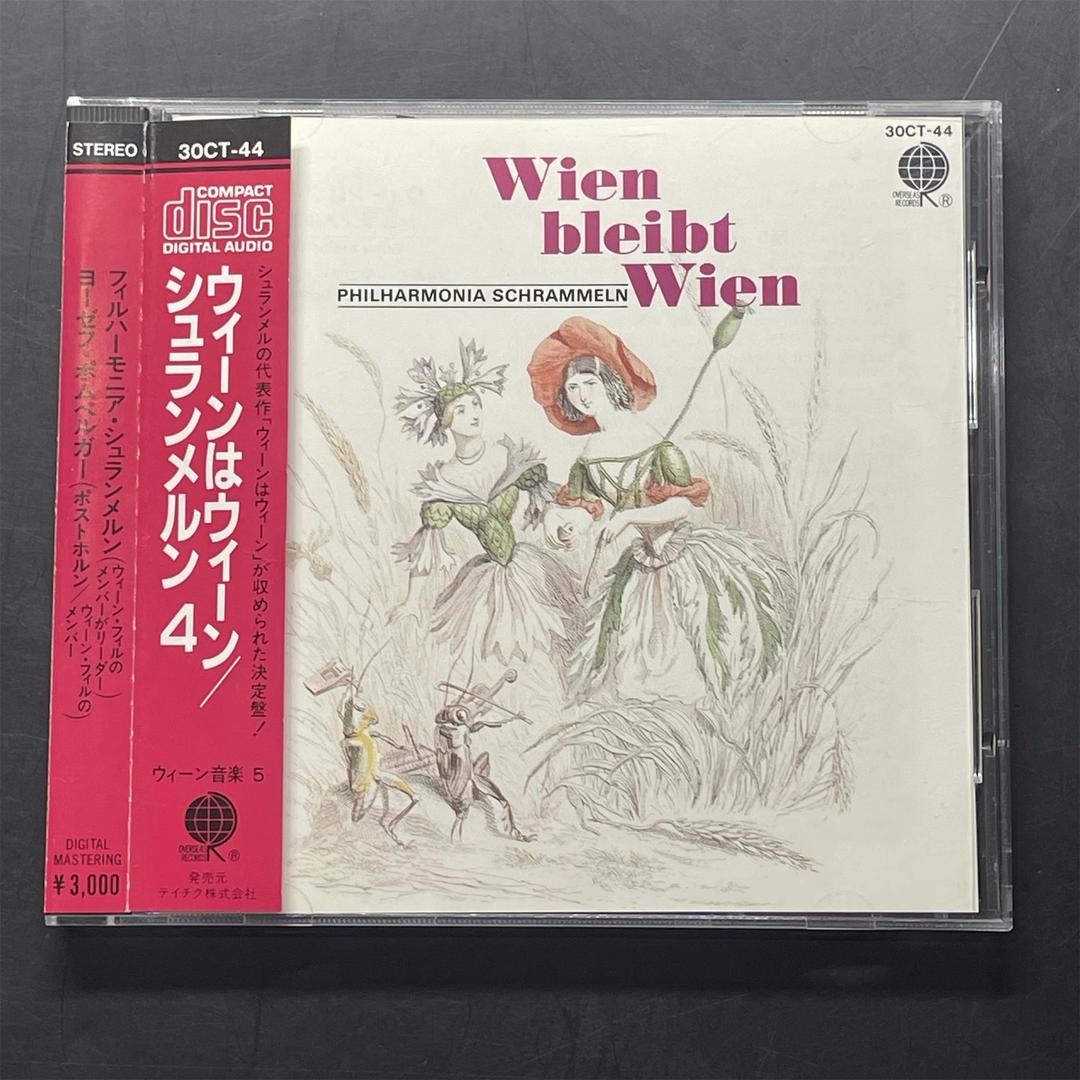 STEREO
フィルハーモニア・シュランメルン(ウィーン・フィルのメンバーがリーダー)
ヨーゼフ・ポムベルガー(ポストホルン/ウィーン・フィルのメンバー)
DIGITAL
MASTERING
¥3,000
30CT-44
COMPACT
disc
DIGITAL AUDIO
シュランメルの代表作「ウィーンはウィーン」が収められた決定盤!
ウィーンはウィーン/
シュランメルン 4
ウィーン音楽 5
OVERSEAS
RECORDS
R
®
発売元
テイチク株式会社
30CT-44
OVERSEAS
RECORDS
R
®
Wien
bleibt
Wien
PHILHARMONIA SCHRAMMELN